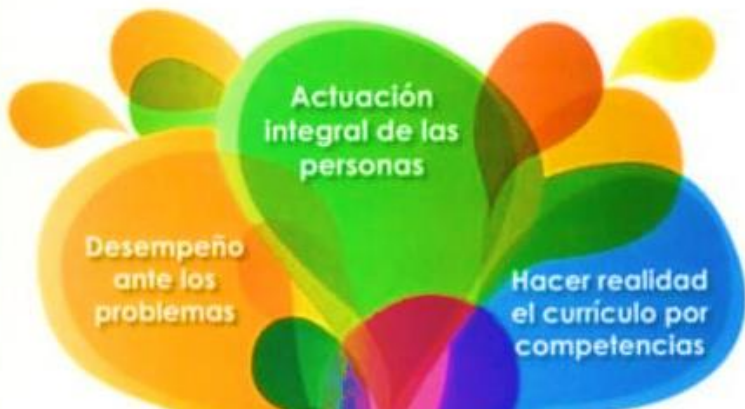 Actuación
integral de las
personas
Desempeño
ante los
problemas
Hacer realidad
el currículo por
competencias